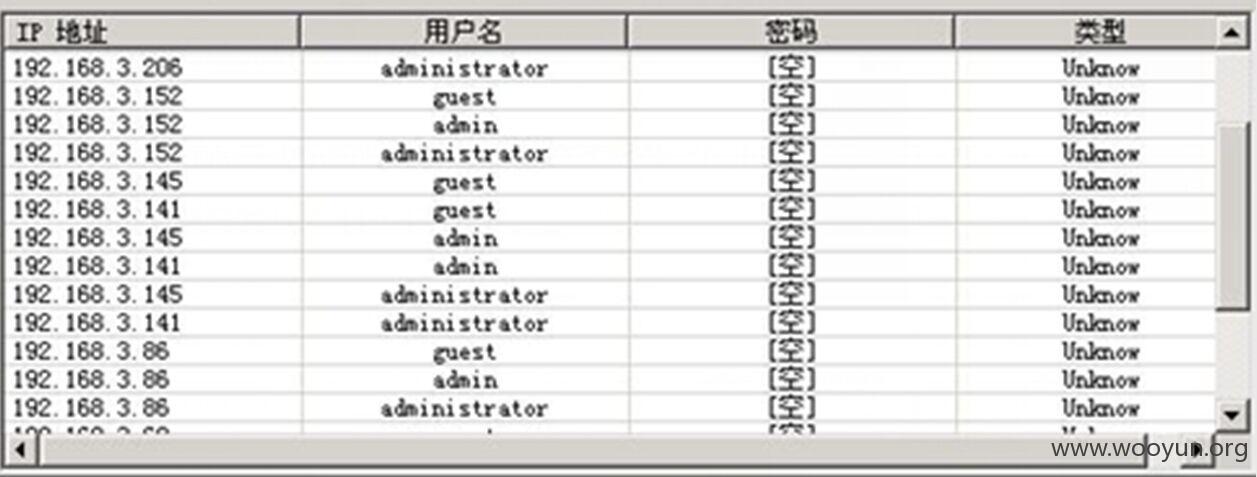 IP 地址 用户名 密码 类型
192.168.3.206 administrator [空] Unknow
192.168.3.152 guest [空] Unknow
192.168.3.152 admin [空] Unknow
192.168.3.152 administrator [空] Unknow
192.168.3.145 guest [空] Unknow
192.168.3.141 guest [空] Unknow
192.168.3.145 admin [空] Unknow
192.168.3.141 admin [空] Unknow
192.168.3.145 administrator [空] Unknow
192.168.3.141 administrator [空] Unknow
192.168.3.86 guest [空] Unknow
192.168.3.86 admin [空] Unknow
192.168.3.86 administrator [空] Unknow
www.wooyun.org